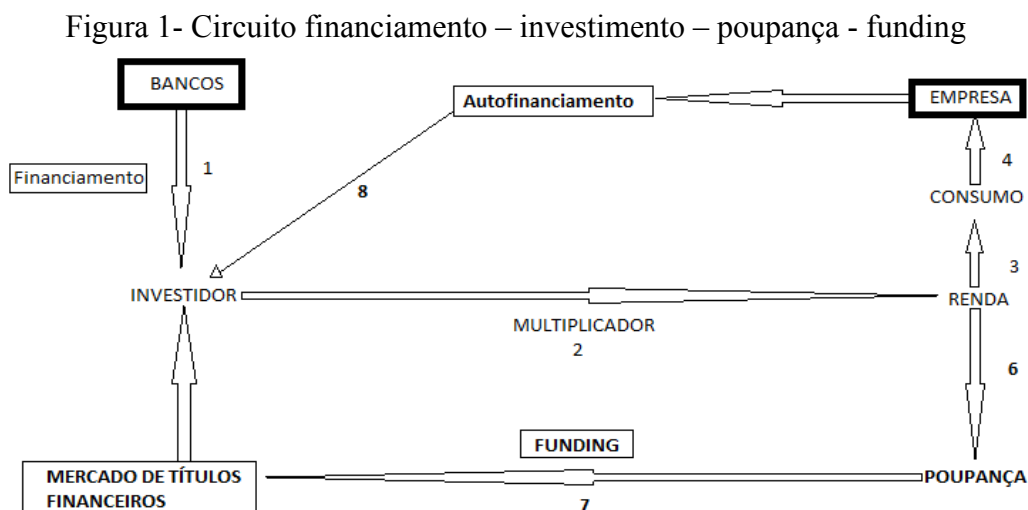 Figura 1- Circuito financiamento – investimento – poupança - funding
BANCOS
Autofinanciamento
EMPRESA
1
4
Financiamento
8
CONSUMO
3
INVESTIDOR
RENDA
MULTIPLICADOR
2
6
FUNDING
MERCADO DE TÍTULOS
FINANCEIROS
POUPANÇA
7